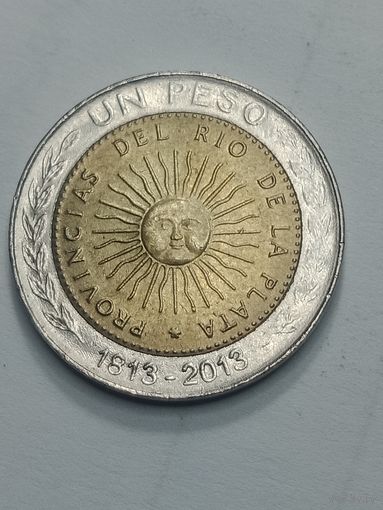 UN PESO
PROVINCIAS DEL RIO DE LA PLATA
1813-2013